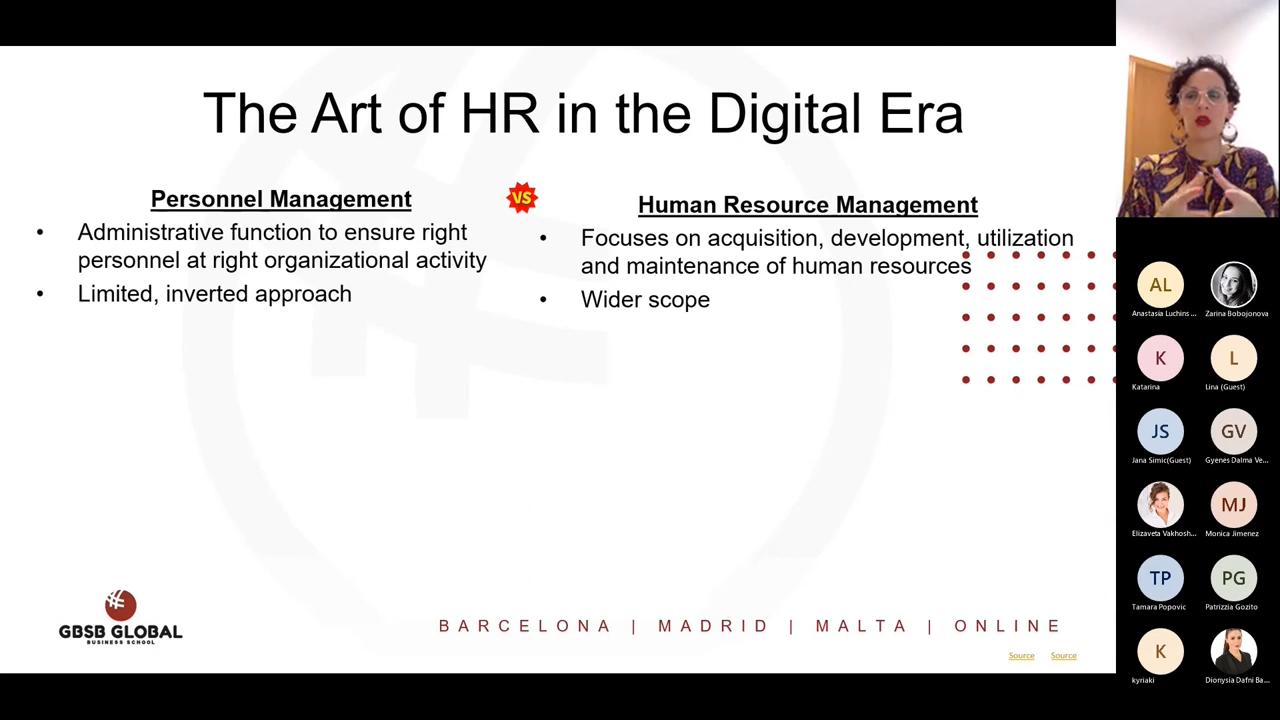 The Art of HR in the Digital Era
Personnel Management
• Administrative function to ensure right
personnel at right organizational activity
• Limited, inverted approach
VS
Human Resource Management
• Focuses on acquisition, development, utilization
and maintenance of human resources
• Wider scope
GBSB GLOBAL
BUSINESS SCHOOL
BARCELONA | MADRID | MALTA | ONLINE
Source Source
AL
Anastasia Luchins ...
Zarina Bobojonova
K
Katarina
L
Lina (Guest)
JS
Jana Simic(Guest)
GV
Gyenes Dalma Ve...
Elizaveta Vakhosh...
MJ
Monica Jimenez
TP
Tamara Popovic
PG
Patrizzia Gozito
K
kyriaki
Dionysia Dafni Ba...